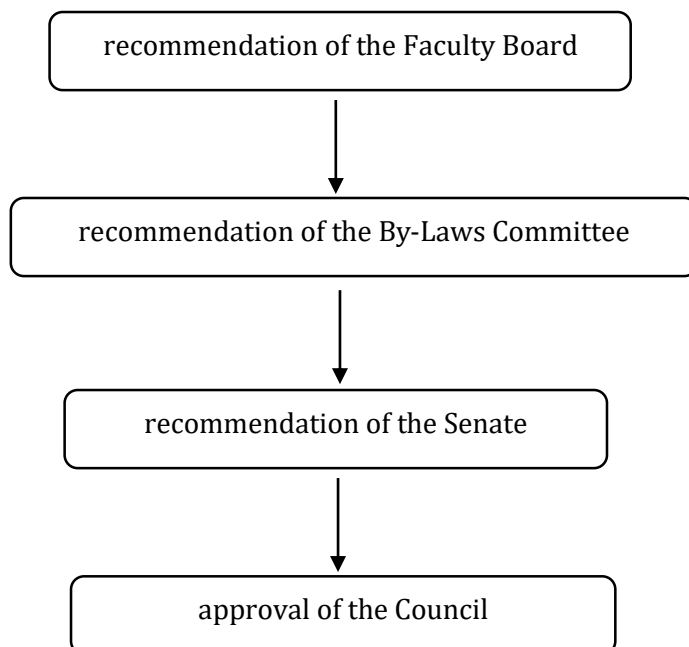 recommendation of the Faculty Board
recommendation of the By-Laws Committee
recommendation of the Senate
approval of the Council